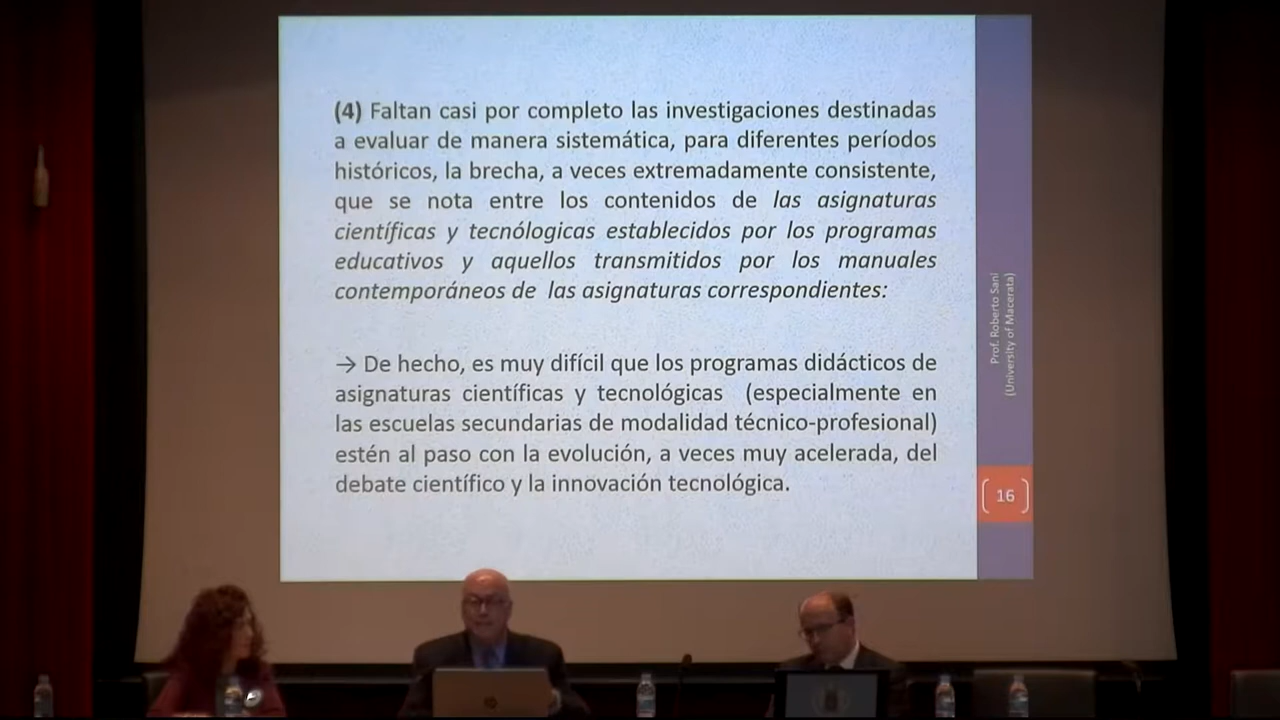 (4) Faltan casi por completo las investigaciones destinadas
a evaluar de manera sistemática, para diferentes períodos
históricos, la brecha, a veces extremadamente consistente,
que se nota entre los contenidos de las asignaturas
científicas y tecnólogicas establecidos por los programas
educativos y aquellos transmitidos por los manuales
contemporáneos de las asignaturas correspondientes:
→ De hecho, es muy difícil que los programas didácticos de
asignaturas científicas y tecnológicas (especialmente en
las escuelas secundarias de modalidad técnico-profesional)
estén al paso con la evolución, a veces muy acelerada, del
debate científico y la innovación tecnológica.
Prof. Roberto Sani
(University of Macerata)
16